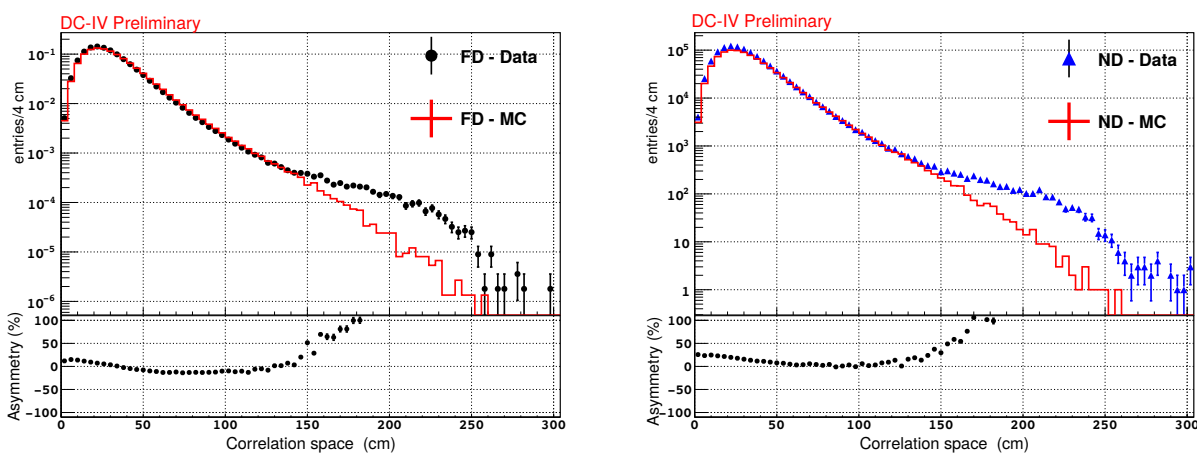 DC-IV Preliminary
entries/4 cm
10⁻¹
10⁻²
10⁻³
10⁻⁴
10⁻⁵
10⁻⁶
FD - Data
FD - MC
Asymmetry (%)
100
50
0
−50
−100
0 50 100 150 200 250 300
Correlation space (cm)
DC-IV Preliminary
entries/4 cm
10⁵
10⁴
10³
10²
10
1
ND - Data
ND - MC
Asymmetry (%)
100
50
0
−50
−100
0 50 100 150 200 250 300
Correlation space (cm)